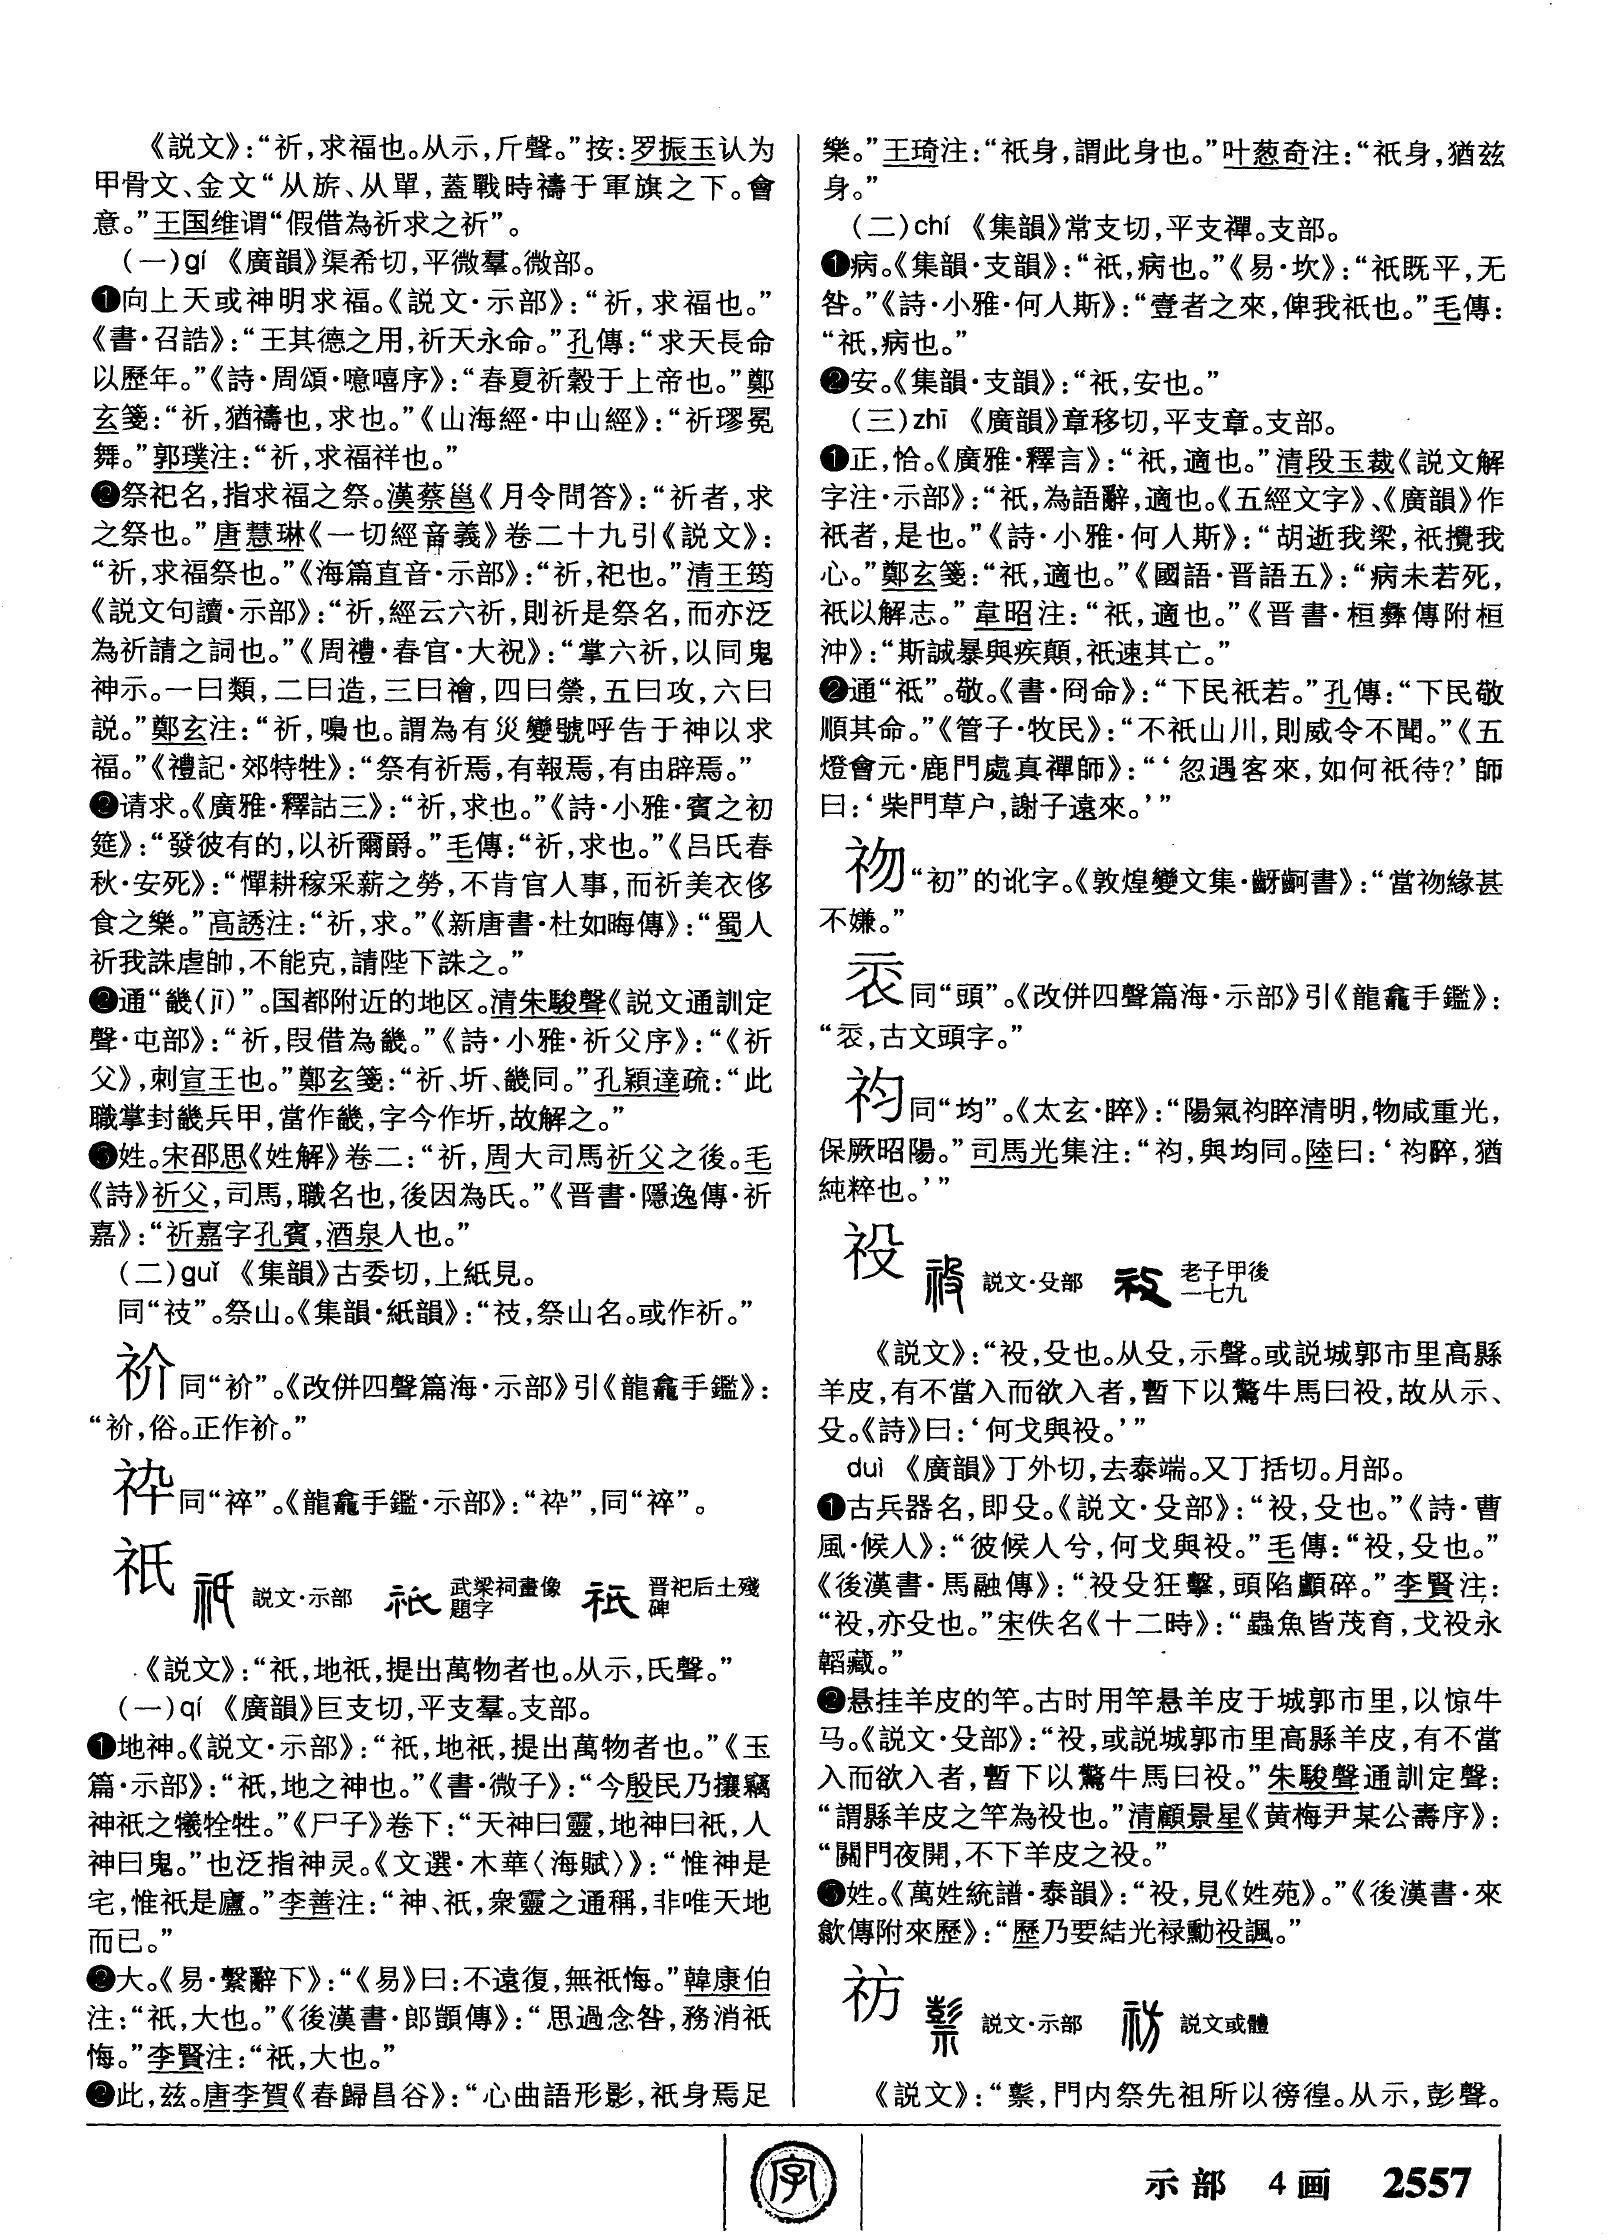 《説文》：“祈，求福也。从示，斤聲。”按：罗振玉认为
甲骨文、金文“从旂、从單，蓋戰時禱于軍旗之下。會
意。”王国维谓“假借為祈求之祈”。
（一）qí 《廣韻》渠希切，平微羣。微部。
❶向上天或神明求福。《説文·示部》：“祈，求福也。”
《書·召誥》：“王其德之用，祈天永命。”孔傳：“求天長命
以歷年。”《詩·周頌·噫嘻序》：“春夏祈穀于上帝也。”鄭
玄箋：“祈，猶禱也，求也。”《山海經·中山經》：“祈璆冕
舞。”郭璞注：“祈，求福祥也。”
❷祭祀名，指求福之祭。漢蔡邕《月令問答》：“祈者，求
之祭也。”唐慧琳《一切經音義》卷二十九引《説文》：
“祈，求福祭也。”《海篇直音·示部》：“祈，祀也。”清王筠
《説文句讀·示部》：“祈，經云六祈，則祈是祭名，而亦泛
為祈請之詞也。”《周禮·春官·大祝》：“掌六祈，以同鬼
神示。一曰類，二曰造，三曰禬，四曰禜，五曰攻，六曰
説。”鄭玄注：“祈，嘄也。謂為有災變號呼告于神以求
福。”《禮記·郊特牲》：“祭有祈焉，有報焉，有由辟焉。”
❷请求。《廣雅·釋詁三》：“祈，求也。”《詩·小雅·賓之初
筵》：“發彼有的，以祈爾爵。”毛傳：“祈，求也。”《吕氏春
秋·安死》：“憚耕稼采薪之勞，不肯官人事，而祈美衣侈
食之樂。”高誘注：“祈，求。”《新唐書·杜如晦傳》：“蜀人
祈我誅虐帥，不能克，請陛下誅之。”
❷通“畿（jī）”。国都附近的地区。清朱駿聲《説文通訓定
聲·屯部》：“祈，叚借為畿。”《詩·小雅·祈父序》：“《祈
父》，刺宣王也。”鄭玄箋：“祈、圻、畿同。”孔穎達疏：“此
職掌封畿兵甲，當作畿，字今作圻，故解之。”
❺姓。宋邵思《姓解》卷二：“祈，周大司馬祈父之後。毛
《詩》祈父，司馬，職名也，後因為氏。”《晋書·隱逸傳·祈
嘉》：“祈嘉字孔賓，酒泉人也。”
（二）guǐ 《集韻》古委切，上紙見。
同“攱”。祭山。《集韻·紙韻》：“𥘅，祭山名。或作祈。”
祄同“衸”。《改併四聲篇海·示部》引《龍龕手鑑》：
“祄，俗。正作衸。”
𥘹同“䘹”。《龍龕手鑑·示部》：“𥘹”，同“䘹”。
祇 説文·示部 武梁祠畫像題字 晋祀后土殘碑
《説文》：“祇，地祇，提出萬物者也。从示，氏聲。”
（一）qí 《廣韻》巨支切，平支羣。支部。
❶地神。《説文·示部》：“祇，地祇，提出萬物者也。”《玉
篇·示部》：“祇，地之神也。”《書·微子》：“今殷民乃攘竊
神祇之犧牷牲。”《尸子》卷下：“天神曰靈，地神曰祇，人
神曰鬼。”也泛指神灵。《文選·木華〈海賦〉》：“惟神是
宅，惟祇是廬。”李善注：“神、祇，衆靈之通稱，非唯天地
而已。”
❷大。《易·繫辭下》：“《易》曰：不遠復，無祇悔。”韓康伯
注：“祇，大也。”《後漢書·郎顗傳》：“思過念咎，務消祇
悔。”李賢注：“祇，大也。”
❷此，兹。唐李賀《春歸昌谷》：“心曲語形影，祇身焉足
樂。”王琦注：“祇身，謂此身也。”叶葱奇注：“祇身，猶兹
身。”
（二）chí 《集韻》常支切，平支禪。支部。
❶病。《集韻·支韻》：“祇，病也。”《易·坎》：“祇既平，无
咎。”《詩·小雅·何人斯》：“壹者之來，俾我祇也。”毛傳：
“祇，病也。”
❷安。《集韻·支韻》：“祇，安也。”
（三）zhī 《廣韻》章移切，平支章。支部。
❶正，恰。《廣雅·釋言》：“祇，適也。”清段玉裁《説文解
字注·示部》：“祇，為語辭，適也。《五經文字》、《廣韻》作
祇者，是也。”《詩·小雅·何人斯》：“胡逝我梁，祇攪我
心。”鄭玄箋：“祇，適也。”《國語·晋語五》：“病未若死，
祇以解志。”韋昭注：“祇，適也。”《晋書·桓彝傳附桓
沖》：“斯誠暴與疾顛，祇速其亡。”
❷通“祗”。敬。《書·冏命》：“下民祇若。”孔傳：“下民敬
順其命。”《管子·牧民》：“不祇山川，則威令不聞。”《五
燈會元·鹿門處真禪師》：“‘忽遇客來，如何祇待？’師
曰：‘柴門草户，謝子遠來。’”
𥘉“初”的讹字。《敦煌變文集·齖䶗書》：“當𥘉緣甚
不嫌。”
𥘕同“頭”。《改併四聲篇海·示部》引《龍龕手鑑》：
“𥘕，古文頭字。”
袀同“均”。《太玄·睟》：“陽氣袀睟清明，物咸重光，
保厥昭陽。”司馬光集注：“袀，與均同。陸曰：‘袀睟，猶
純粹也。’”
祋 説文·殳部 老子甲後一七九
《説文》：“祋，殳也。从殳，示聲。或説城郭市里高縣
羊皮，有不當入而欲入者，暫下以驚牛馬曰祋，故从示、
殳。《詩》曰：‘何戈與祋。’”
duì 《廣韻》丁外切，去泰端。又丁括切。月部。
❶古兵器名，即殳。《説文·殳部》：“祋，殳也。”《詩·曹
風·候人》：“彼候人兮，何戈與祋。”毛傳：“祋，殳也。”
《後漢書·馬融傳》：“祋殳狂擊，頭陷顱碎。”李賢注：
“祋，亦殳也。”宋佚名《十二時》：“蟲魚皆茂育，戈祋永
韜藏。”
❷悬挂羊皮的竿。古时用竿悬羊皮于城郭市里，以惊牛
马。《説文·殳部》：“祋，或説城郭市里高縣羊皮，有不當
入而欲入者，暫下以驚牛馬曰祋。”朱駿聲通訓定聲：
“謂縣羊皮之竿為祋也。”清顧景星《黄梅尹某公壽序》：
“闢門夜開，不下羊皮之祋。”
❸姓。《萬姓統譜·泰韻》：“祋，見《姓苑》。”《後漢書·來
歙傳附來歷》：“歷乃要結光禄勳祋諷。”
祊 説文·示部 説文或體
《説文》：“𥛱，門内祭先祖所以徬徨。从示，彭聲。
字
示部 4画 2557